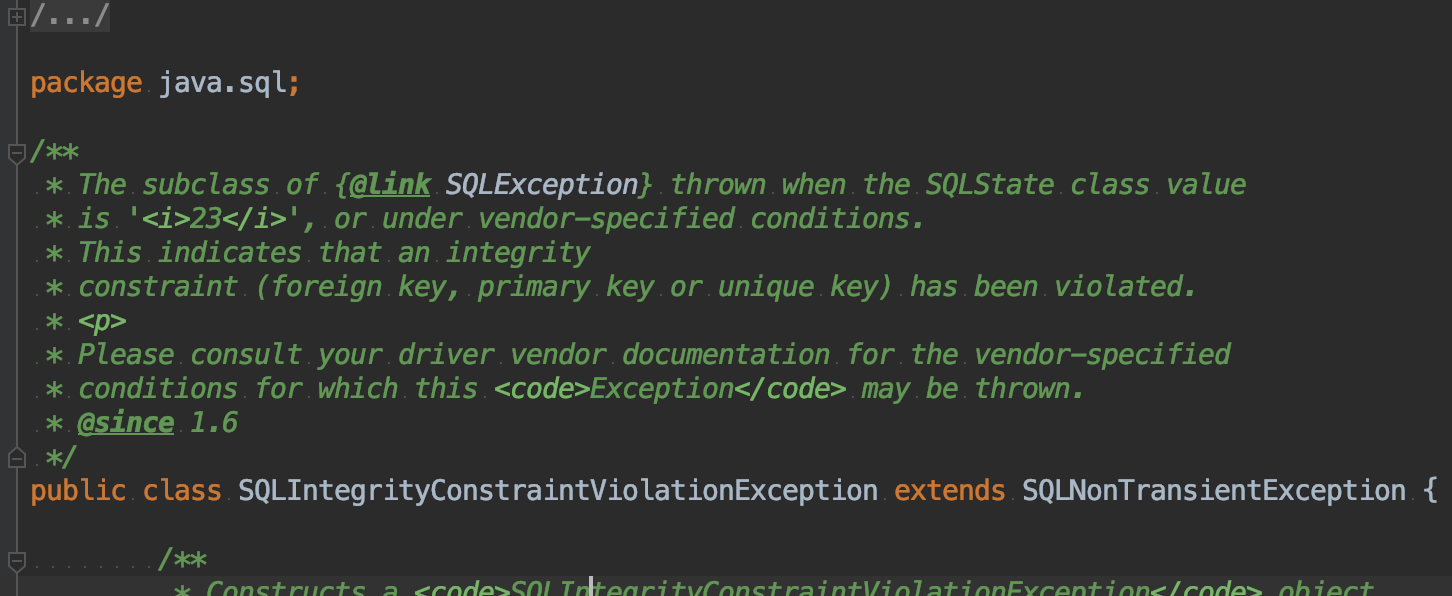 /.../
package java.sql;
/**
* The subclass of {@link SQLException} thrown when the SQLState class value
* is '<i>23</i>', or under vendor-specified conditions.
* This indicates that an integrity
* constraint (foreign key, primary key or unique key) has been violated.
* <p>
* Please consult your driver vendor documentation for the vendor-specified
* conditions for which this <code>Exception</code> may be thrown.
* @since 1.6
*/
public class SQLIntegrityConstraintViolationException extends SQLNonTransientException {
/**
* Constructs a <code>SQLIntegrityConstraintViolationException</code> object